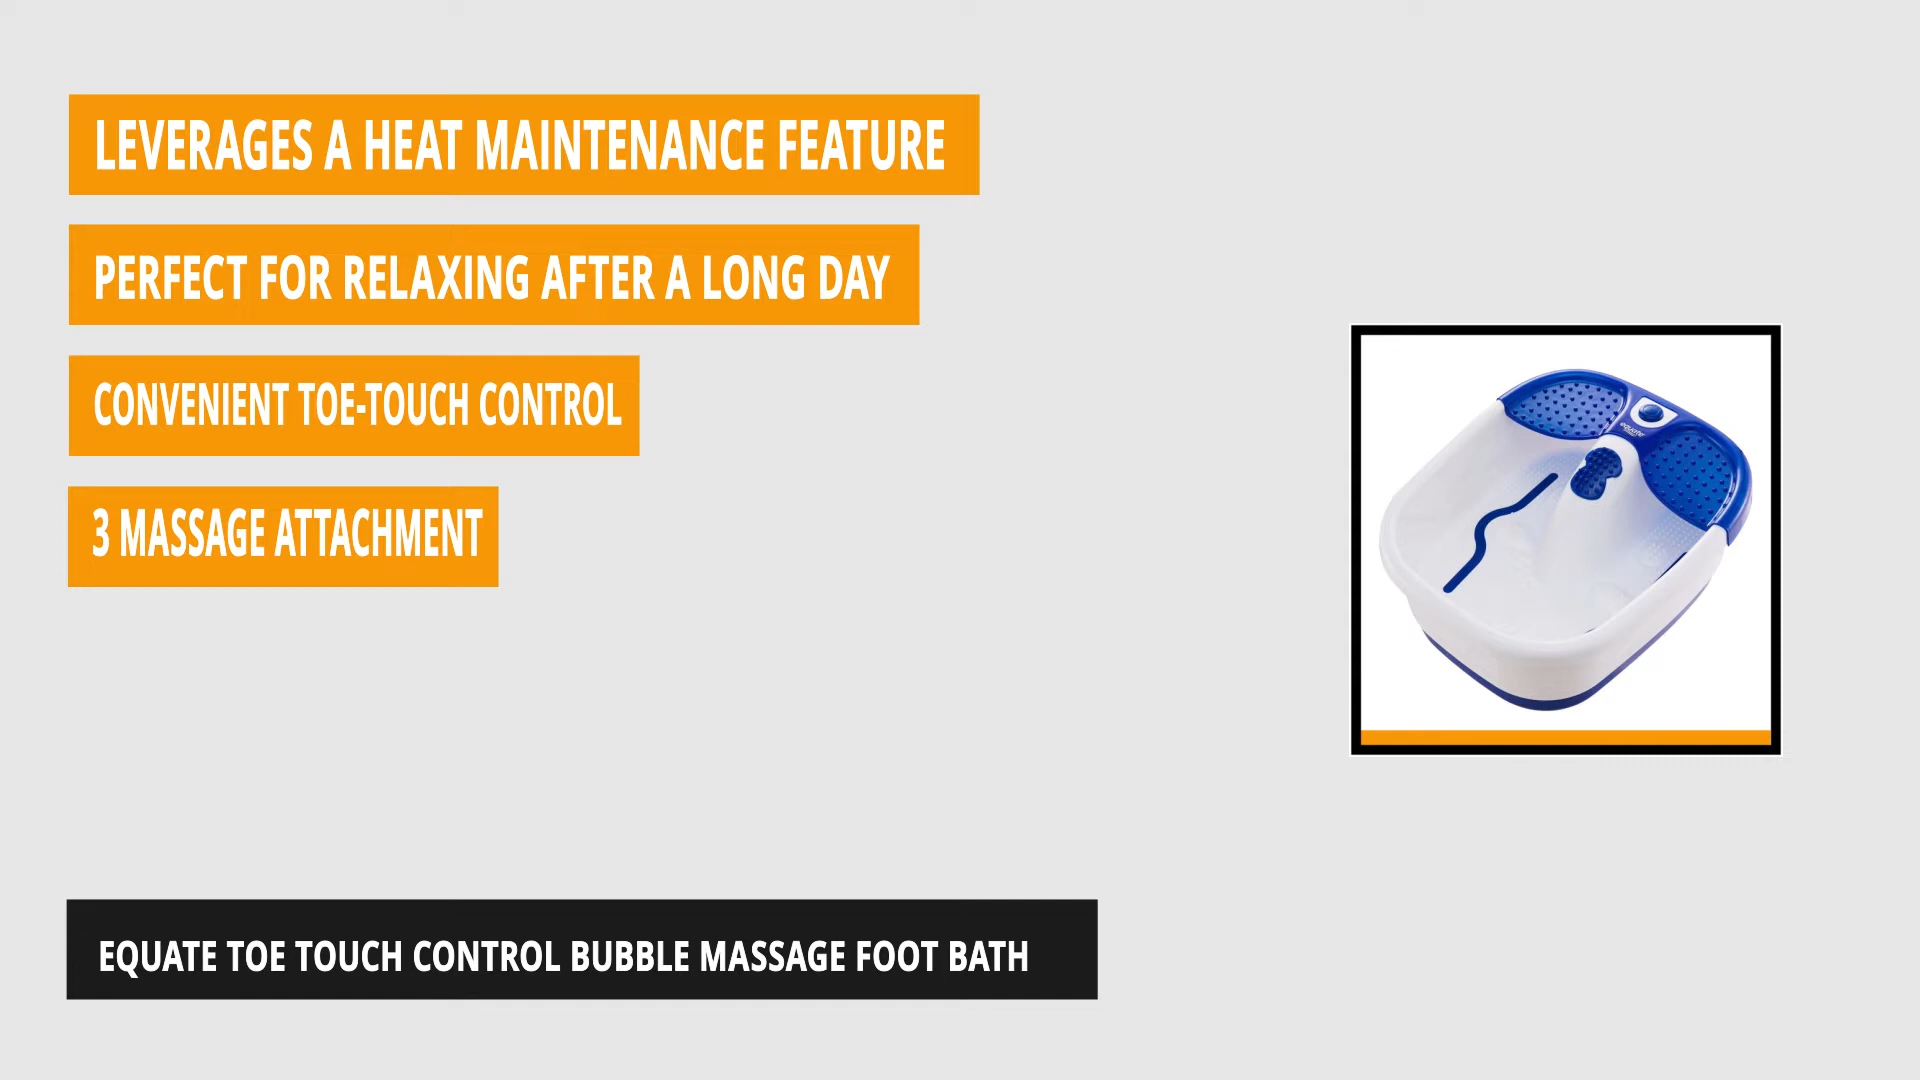 LEVERAGES A HEAT MAINTENANCE FEATURE
PERFECT FOR RELAXING AFTER A LONG DAY
CONVENIENT TOE-TOUCH CONTROL
3 MASSAGE ATTACHMENT
equate
EQUATE TOE TOUCH CONTROL BUBBLE MASSAGE FOOT BATH